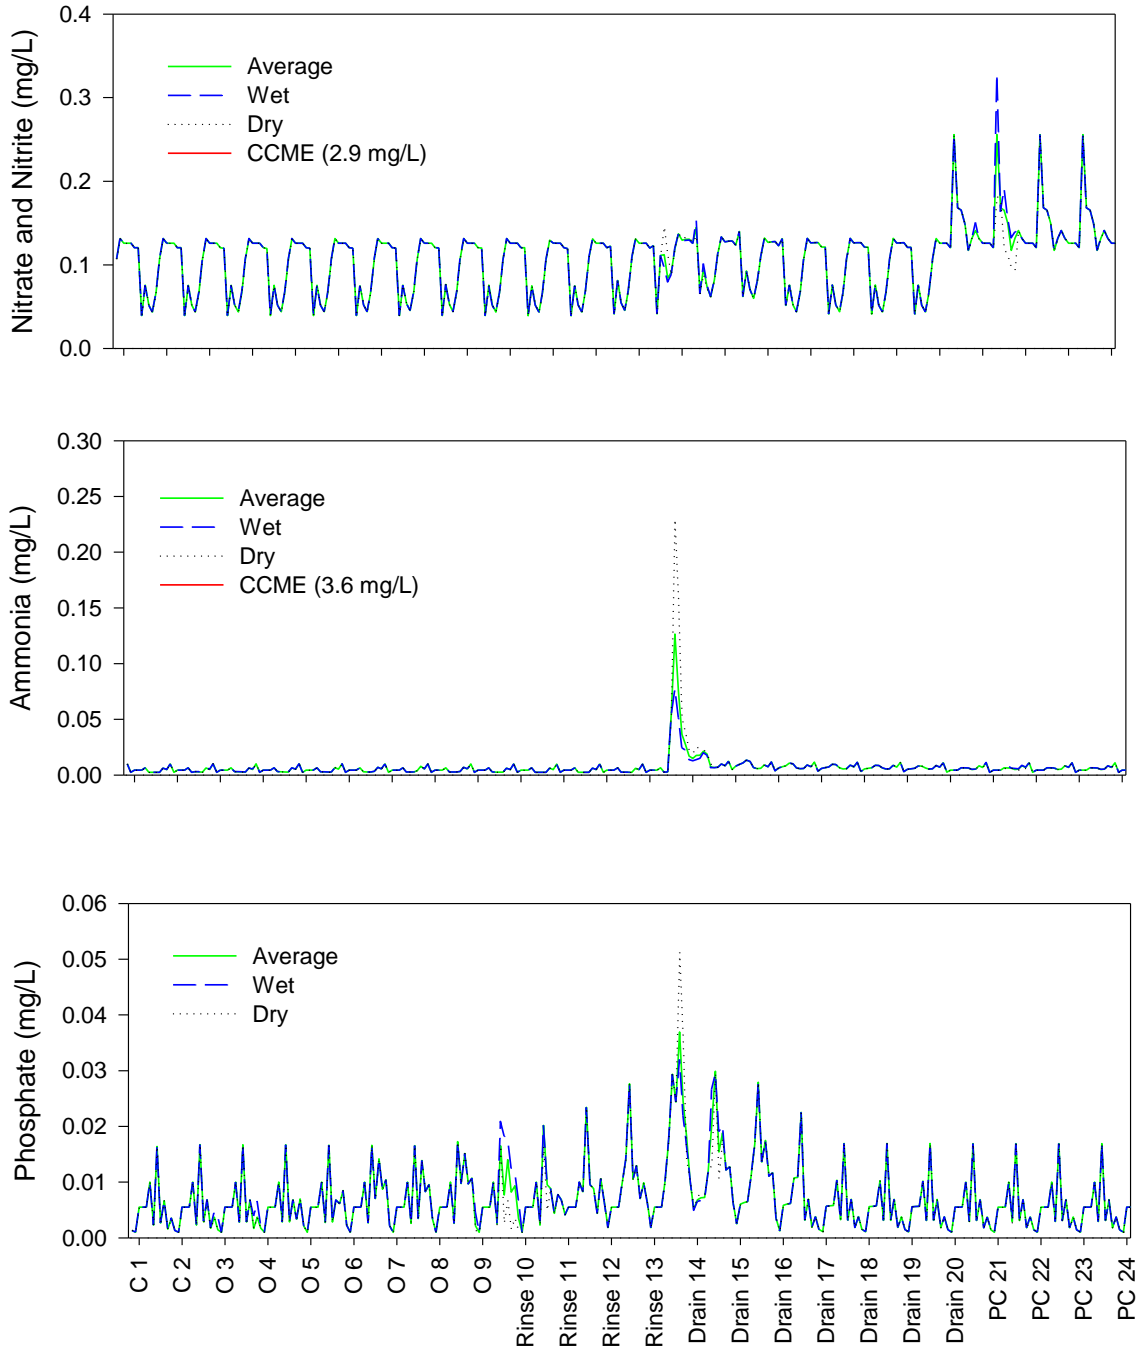 Nitrate and Nitrite (mg/L)
0.4
0.3
0.2
0.1
0.0
Average
Wet
Dry
CCME (2.9 mg/L)
Ammonia (mg/L)
0.30
0.25
0.20
0.15
0.10
0.05
0.00
Average
Wet
Dry
CCME (3.6 mg/L)
Phosphate (mg/L)
0.06
0.05
0.04
0.03
0.02
0.01
0.00
Average
Wet
Dry
C 1
C 2
O 3
O 4
O 5
O 6
O 7
O 8
O 9
Rinse 10
Rinse 11
Rinse 12
Rinse 13
Drain 14
Drain 15
Drain 16
Drain 17
Drain 18
Drain 19
Drain 20
PC 21
PC 22
PC 23
PC 24